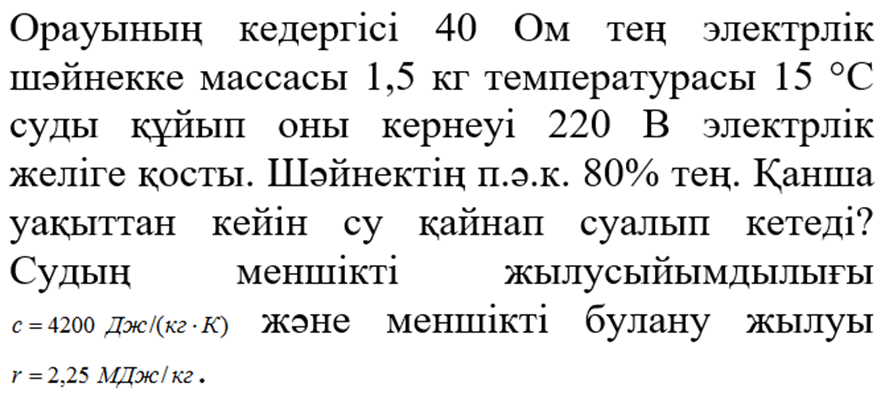 Орауының кедергісі 40 Ом тең электрлік
шәйнекке массасы 1,5 кг температурасы 15 °С
суды құйып оны кернеуі 220 В электрлік
желіге қосты. Шәйнектің п.ә.к. 80% тең. Қанша
уақыттан кейін су қайнап суалып кетеді?
Судың меншікті жылусыйымдылығы
c = 4200 Дж/(кг · К) және меншікті булану жылуы
r = 2,25 МДж/кг.